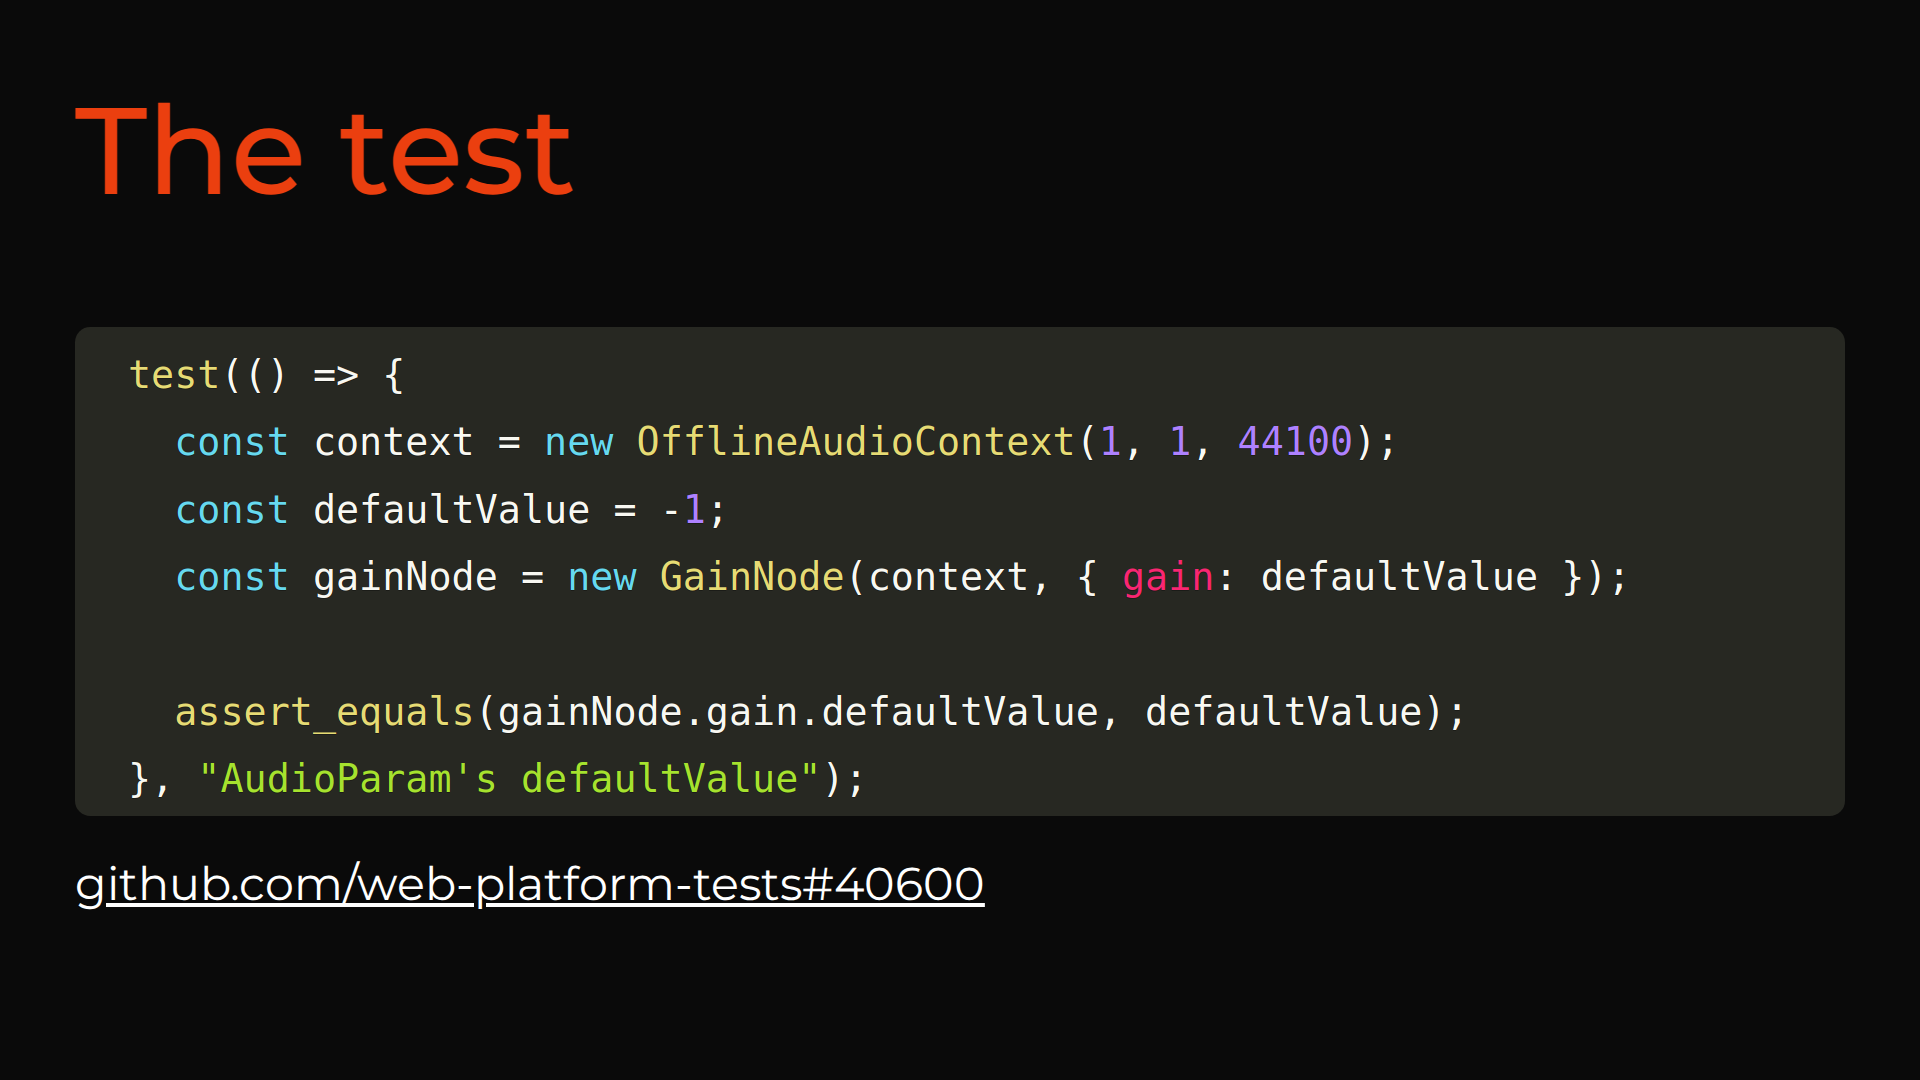 The test
test(() => {
  const context = new OfflineAudioContext(1, 1, 44100);
  const defaultValue = -1;
  const gainNode = new GainNode(context, { gain: defaultValue });
  assert_equals(gainNode.gain.defaultValue, defaultValue);
}, "AudioParam's defaultValue");
github.com/web-platform-tests#40600